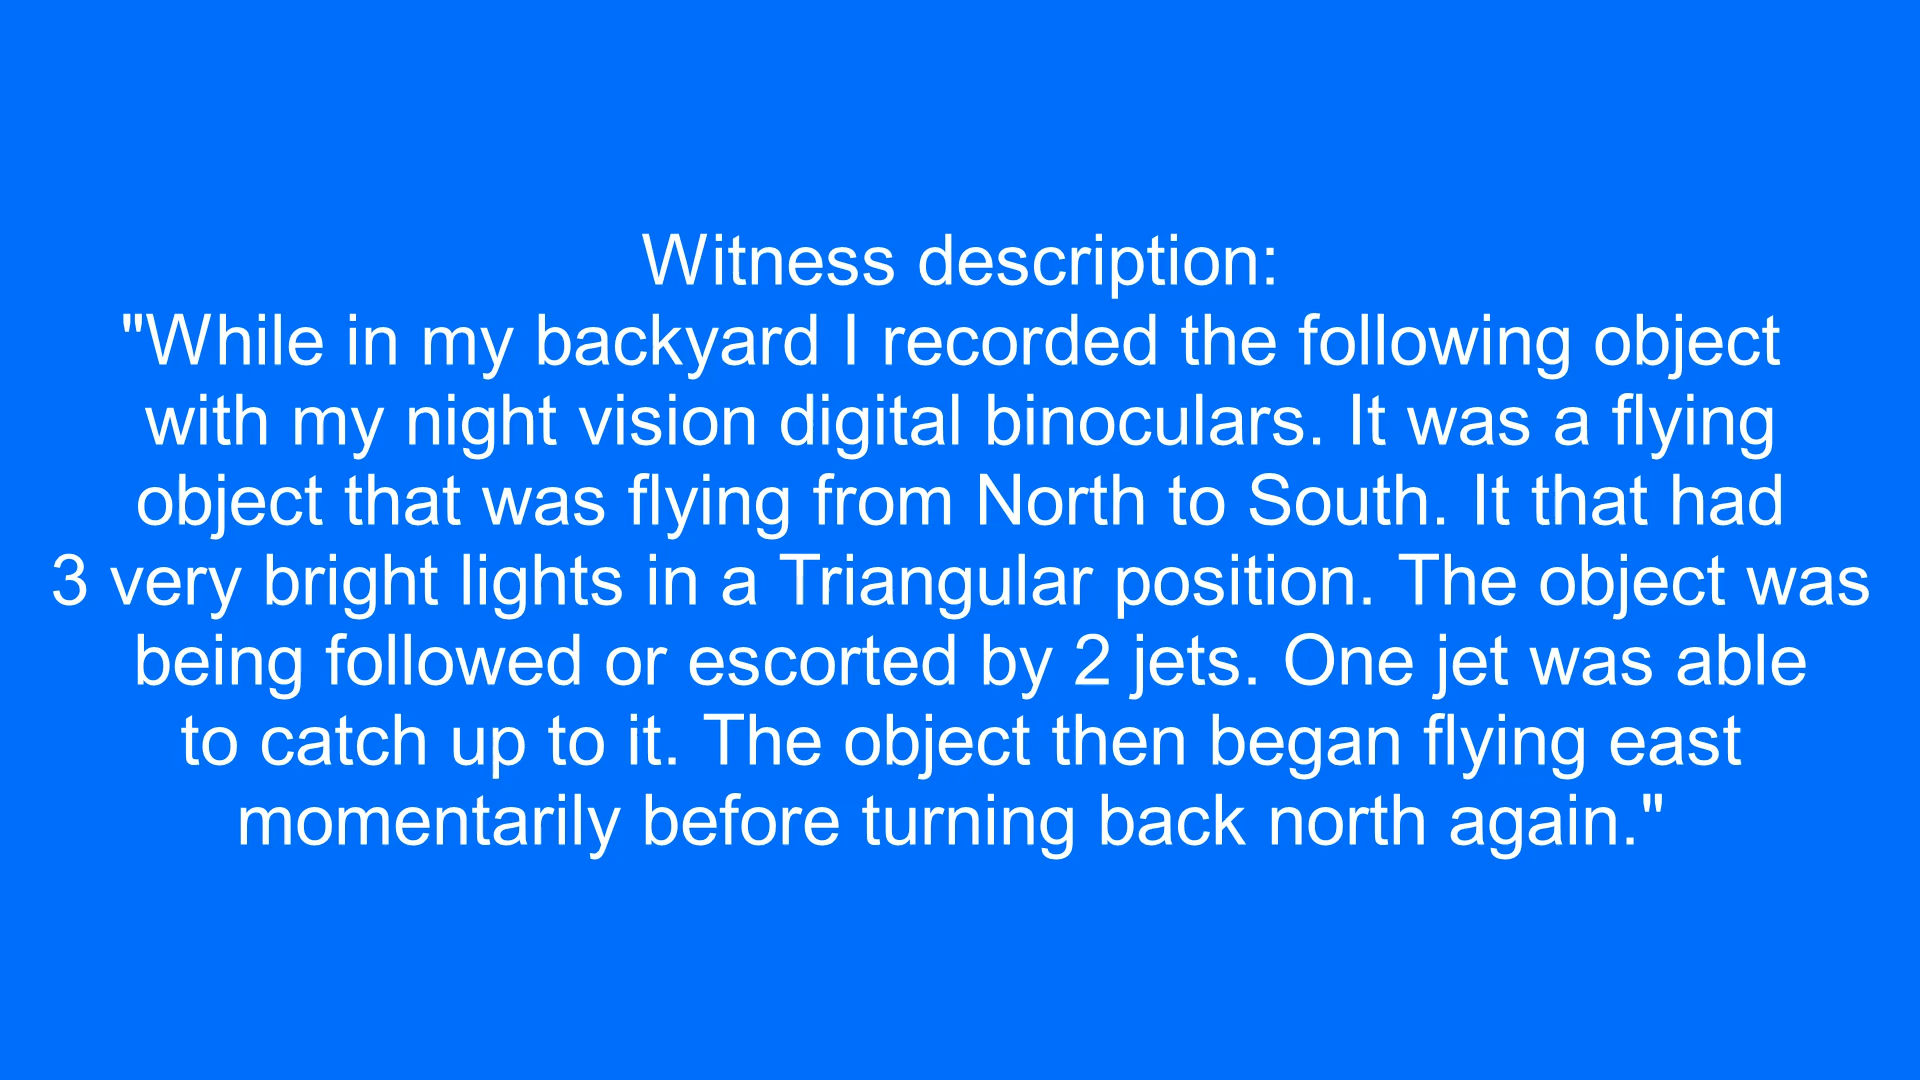 Witness description:
"While in my backyard I recorded the following object
with my night vision digital binoculars. It was a flying
object that was flying from North to South. It that had
3 very bright lights in a Triangular position. The object was
being followed or escorted by 2 jets. One jet was able
to catch up to it. The object then began flying east
momentarily before turning back north again."